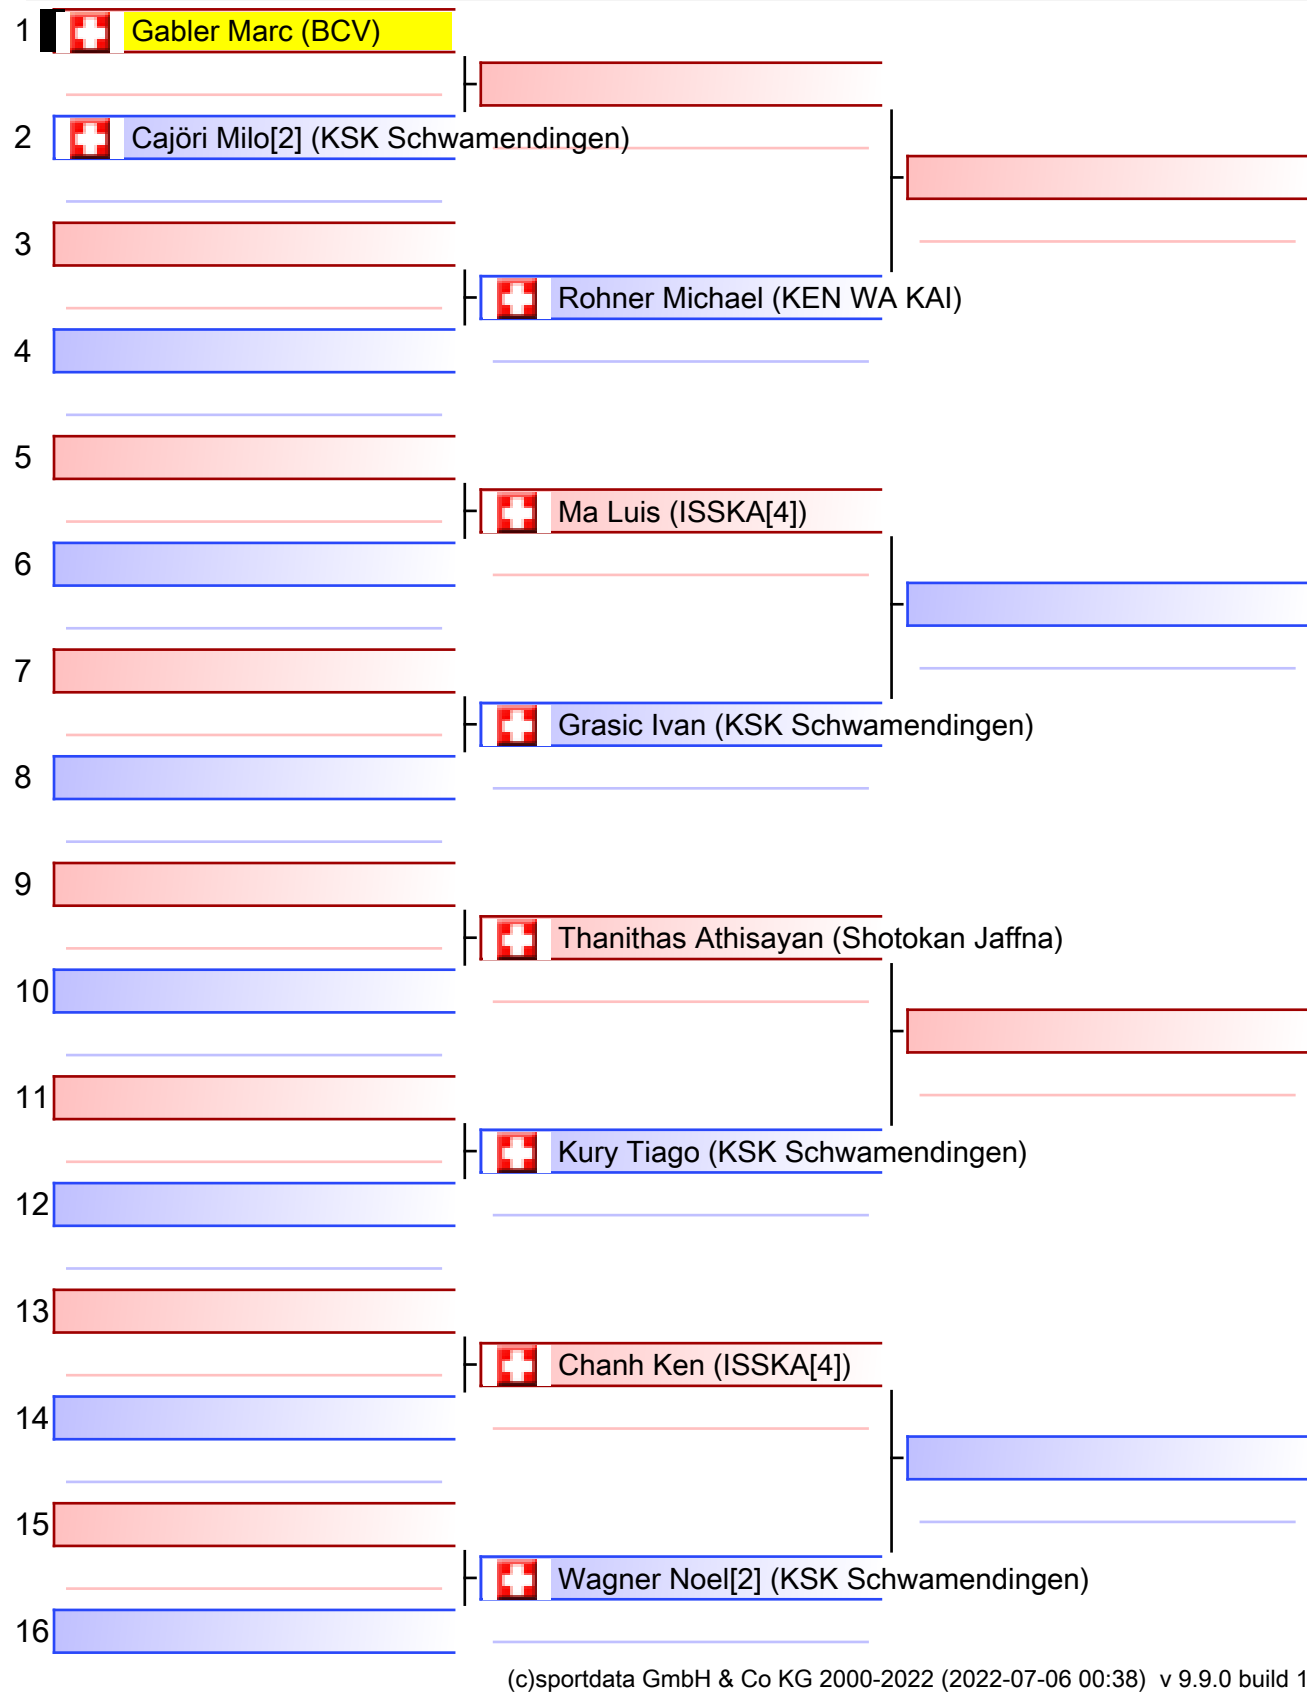 1 Gabler Marc (BCV)
2 Cajöri Milo[2] (KSK Schwamendingen)
3
Rohner Michael (KEN WA KAI)
4
5
Ma Luis (ISSKA[4])
6
7
Grasic Ivan (KSK Schwamendingen)
8
9
Thanithas Athisayan (Shotokan Jaffna)
10
11
Kury Tiago (KSK Schwamendingen)
12
13
Chanh Ken (ISSKA[4])
14
15
Wagner Noel[2] (KSK Schwamendingen)
16
(c)sportdata GmbH & Co KG 2000-2022 (2022-07-06 00:38) v 9.9.0 build 1